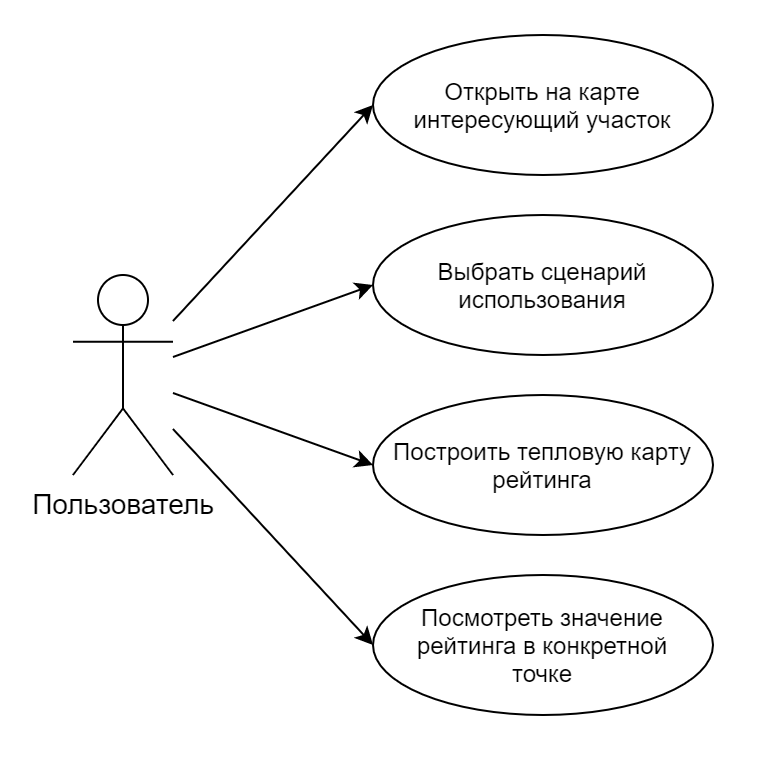 Открыть на карте
интересующий участок
Выбрать сценарий
использования
Построить тепловую карту
рейтинга
Пользователь
Посмотреть значение
рейтинга в конкретной
точке